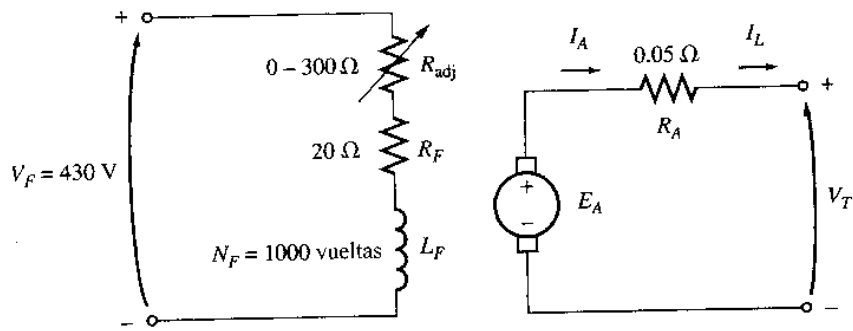 +
V_F = 430 V
−
0 – 300 Ω
R_adj
20 Ω
R_F
N_F = 1000 vueltas
L_F
I_A
0.05 Ω
R_A
I_L
+
−
E_A
+
V_T
−